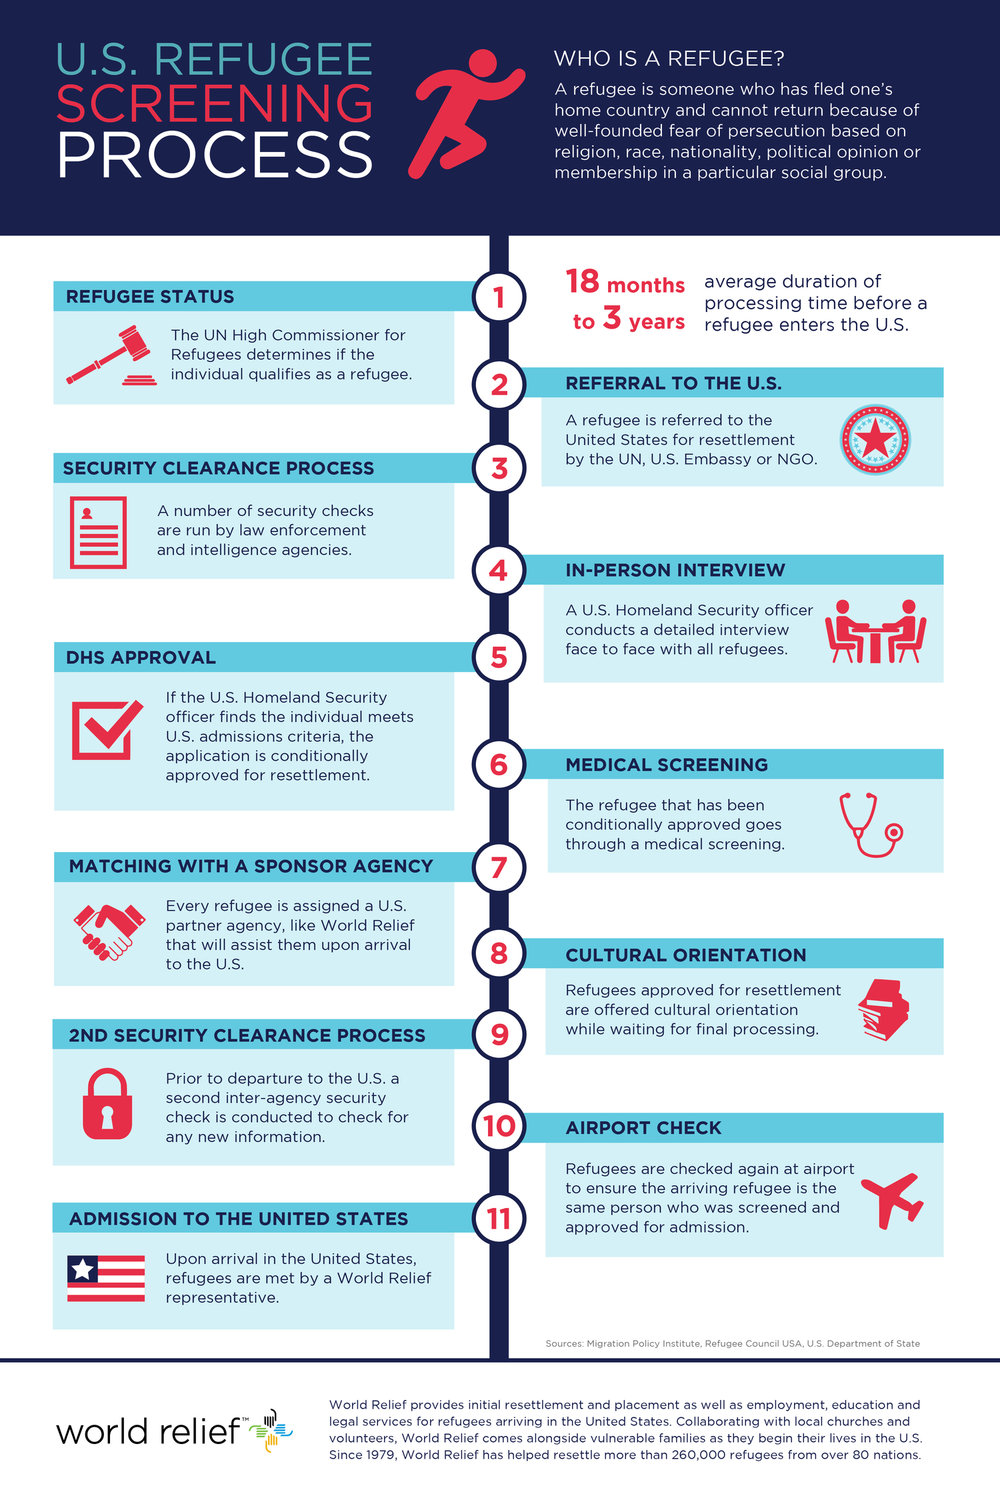 U.S. REFUGEE
SCREENING
PROCESS
WHO IS A REFUGEE?
A refugee is someone who has fled one's
home country and cannot return because of
well-founded fear of persecution based on
religion, race, nationality, political opinion or
membership in a particular social group.
18 months
to 3 years
average duration of
processing time before a
refugee enters the U.S.
REFUGEE STATUS
1
The UN High Commissioner for
Refugees determines if the
individual qualifies as a refugee.
2
REFERRAL TO THE U.S.
A refugee is referred to the
United States for resettlement
by the UN, U.S. Embassy or NGO.
SECURITY CLEARANCE PROCESS
3
A number of security checks
are run by law enforcement
and intelligence agencies.
4
IN-PERSON INTERVIEW
A U.S. Homeland Security officer
conducts a detailed interview
face to face with all refugees.
DHS APPROVAL
5
If the U.S. Homeland Security
officer finds the individual meets
U.S. admissions criteria, the
application is conditionally
approved for resettlement.
6
MEDICAL SCREENING
The refugee that has been
conditionally approved goes
through a medical screening.
MATCHING WITH A SPONSOR AGENCY
7
Every refugee is assigned a U.S.
partner agency, like World Relief
that will assist them upon arrival
to the U.S.
8
CULTURAL ORIENTATION
Refugees approved for resettlement
are offered cultural orientation
while waiting for final processing.
2ND SECURITY CLEARANCE PROCESS
9
Prior to departure to the U.S. a
second inter-agency security
check is conducted to check for
any new information.
10
AIRPORT CHECK
Refugees are checked again at airport
to ensure the arriving refugee is the
same person who was screened and
approved for admission.
ADMISSION TO THE UNITED STATES
11
Upon arrival in the United States,
refugees are met by a World Relief
representative.
Sources: Migration Policy Institute, Refugee Council USA, U.S. Department of State
world relief™
World Relief provides initial resettlement and placement as well as employment, education and
legal services for refugees arriving in the United States. Collaborating with local churches and
volunteers, World Relief comes alongside vulnerable families as they begin their lives in the U.S.
Since 1979, World Relief has helped resettle more than 260,000 refugees from over 80 nations.